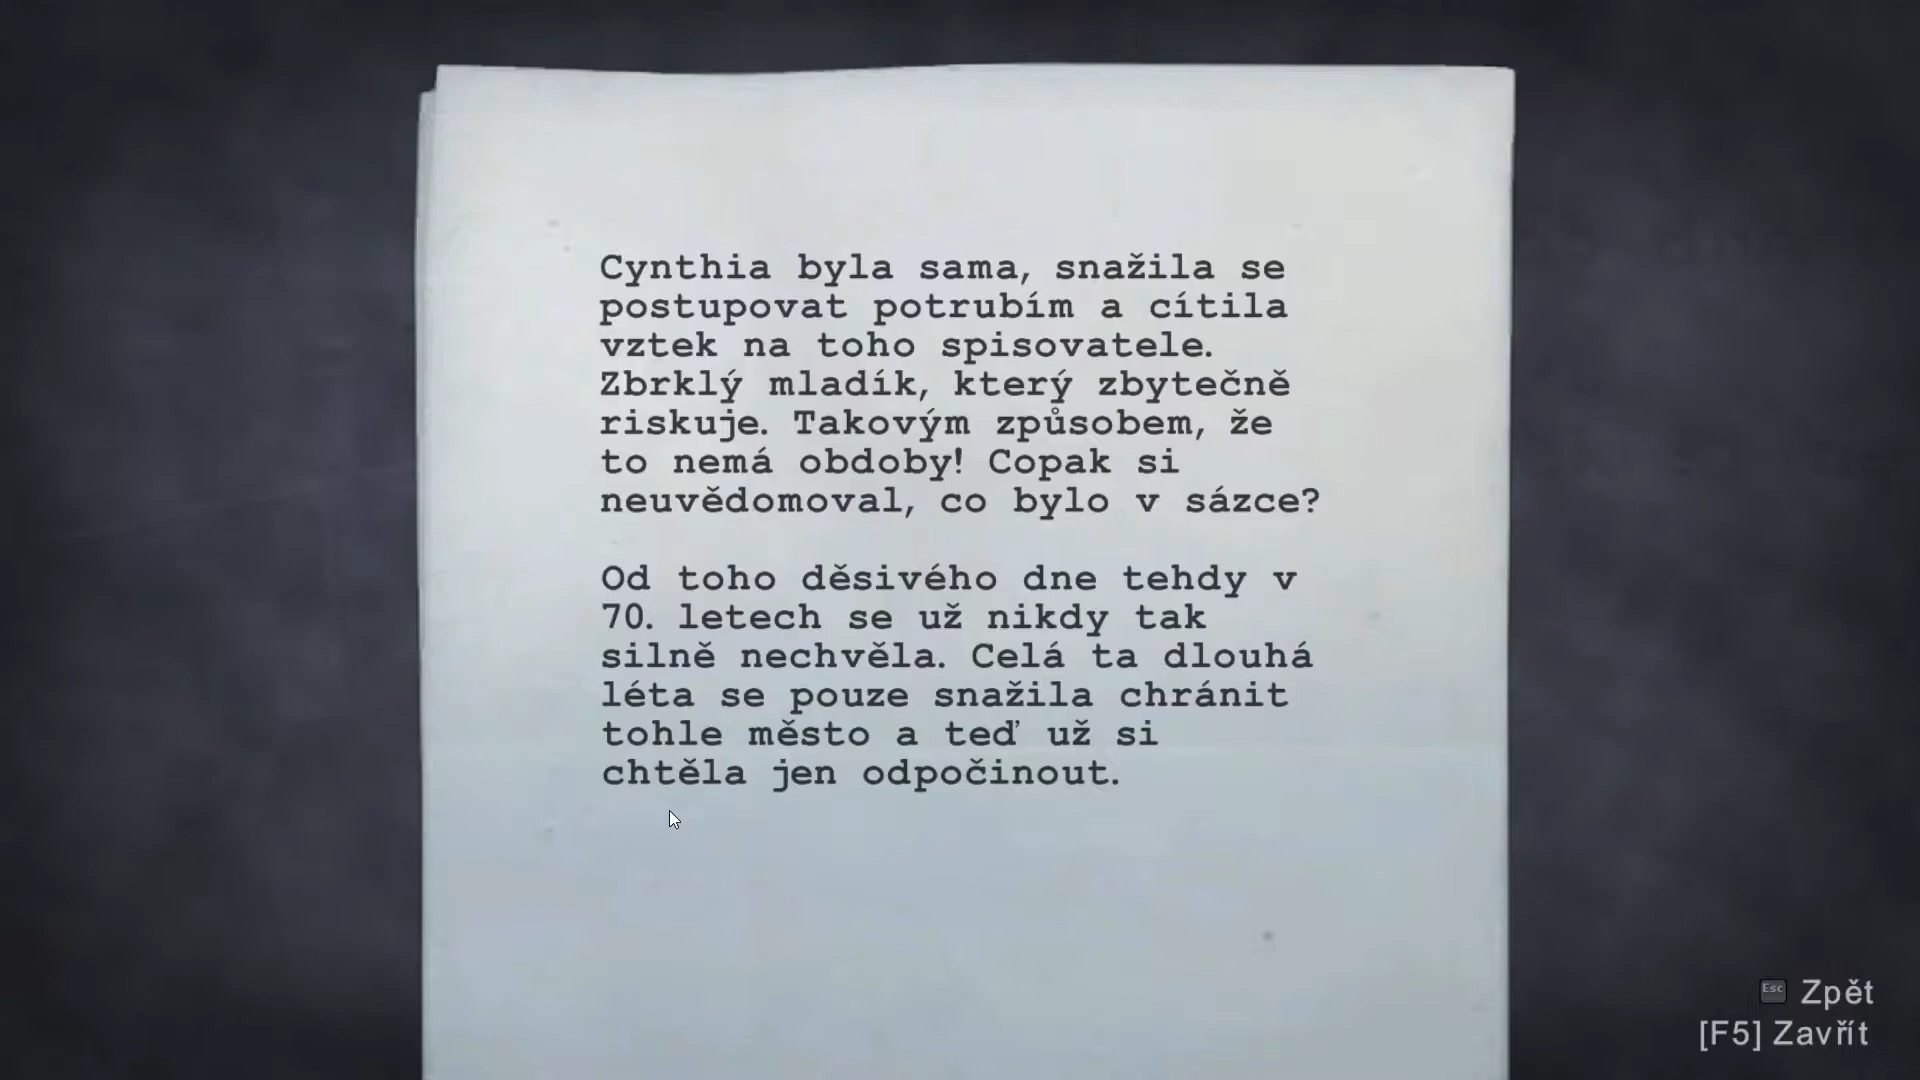 Cynthia byla sama, snažila se
postupovat potrubím a cítila
vztek na toho spisovatele.
Zbrklý mladík, který zbytečně
riskuje. Takovým způsobem, že
to nemá obdoby! Copak si
neuvědomoval, co bylo v sázce?
Od toho děsivého dne tehdy v
70. letech se už nikdy tak
silně nechvěla. Celá ta dlouhá
léta se pouze snažila chránit
tohle město a teď už si
chtěla jen odpočinout.
Esc Zpět
[F5] Zavřít